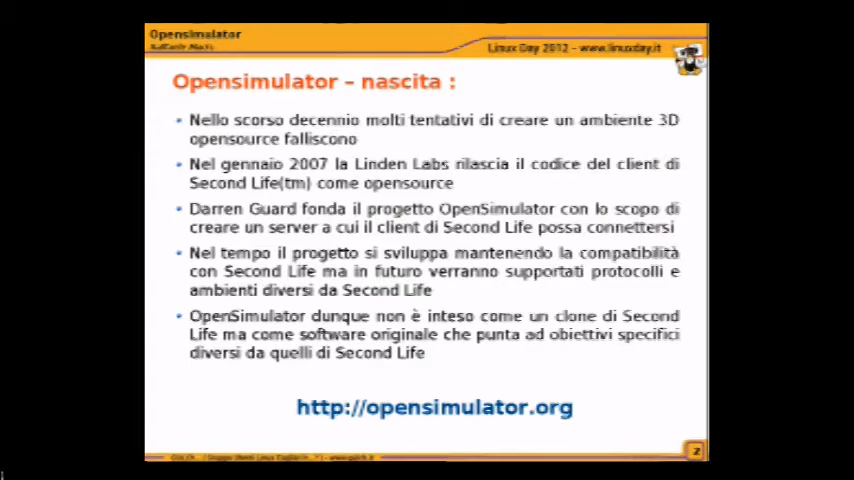 Opensimulator
Linux Day 2012 - www.linuxday.it
Opensimulator – nascita :
• Nello scorso decennio molti tentativi di creare un ambiente 3D
opensource falliscono
• Nel gennaio 2007 la Linden Labs rilascia il codice del client di
Second Life(tm) come opensource
• Darren Guard fonda il progetto OpenSimulator con lo scopo di
creare un server a cui il client di Second Life possa connettersi
• Nel tempo il progetto si sviluppa mantenendo la compatibilità
con Second Life ma in futuro verranno supportati protocolli e
ambienti diversi da Second Life
• OpenSimulator dunque non è inteso come un clone di Second
Life ma come software originale che punta ad obiettivi specifici
diversi da quelli di Second Life
http://opensimulator.org
2